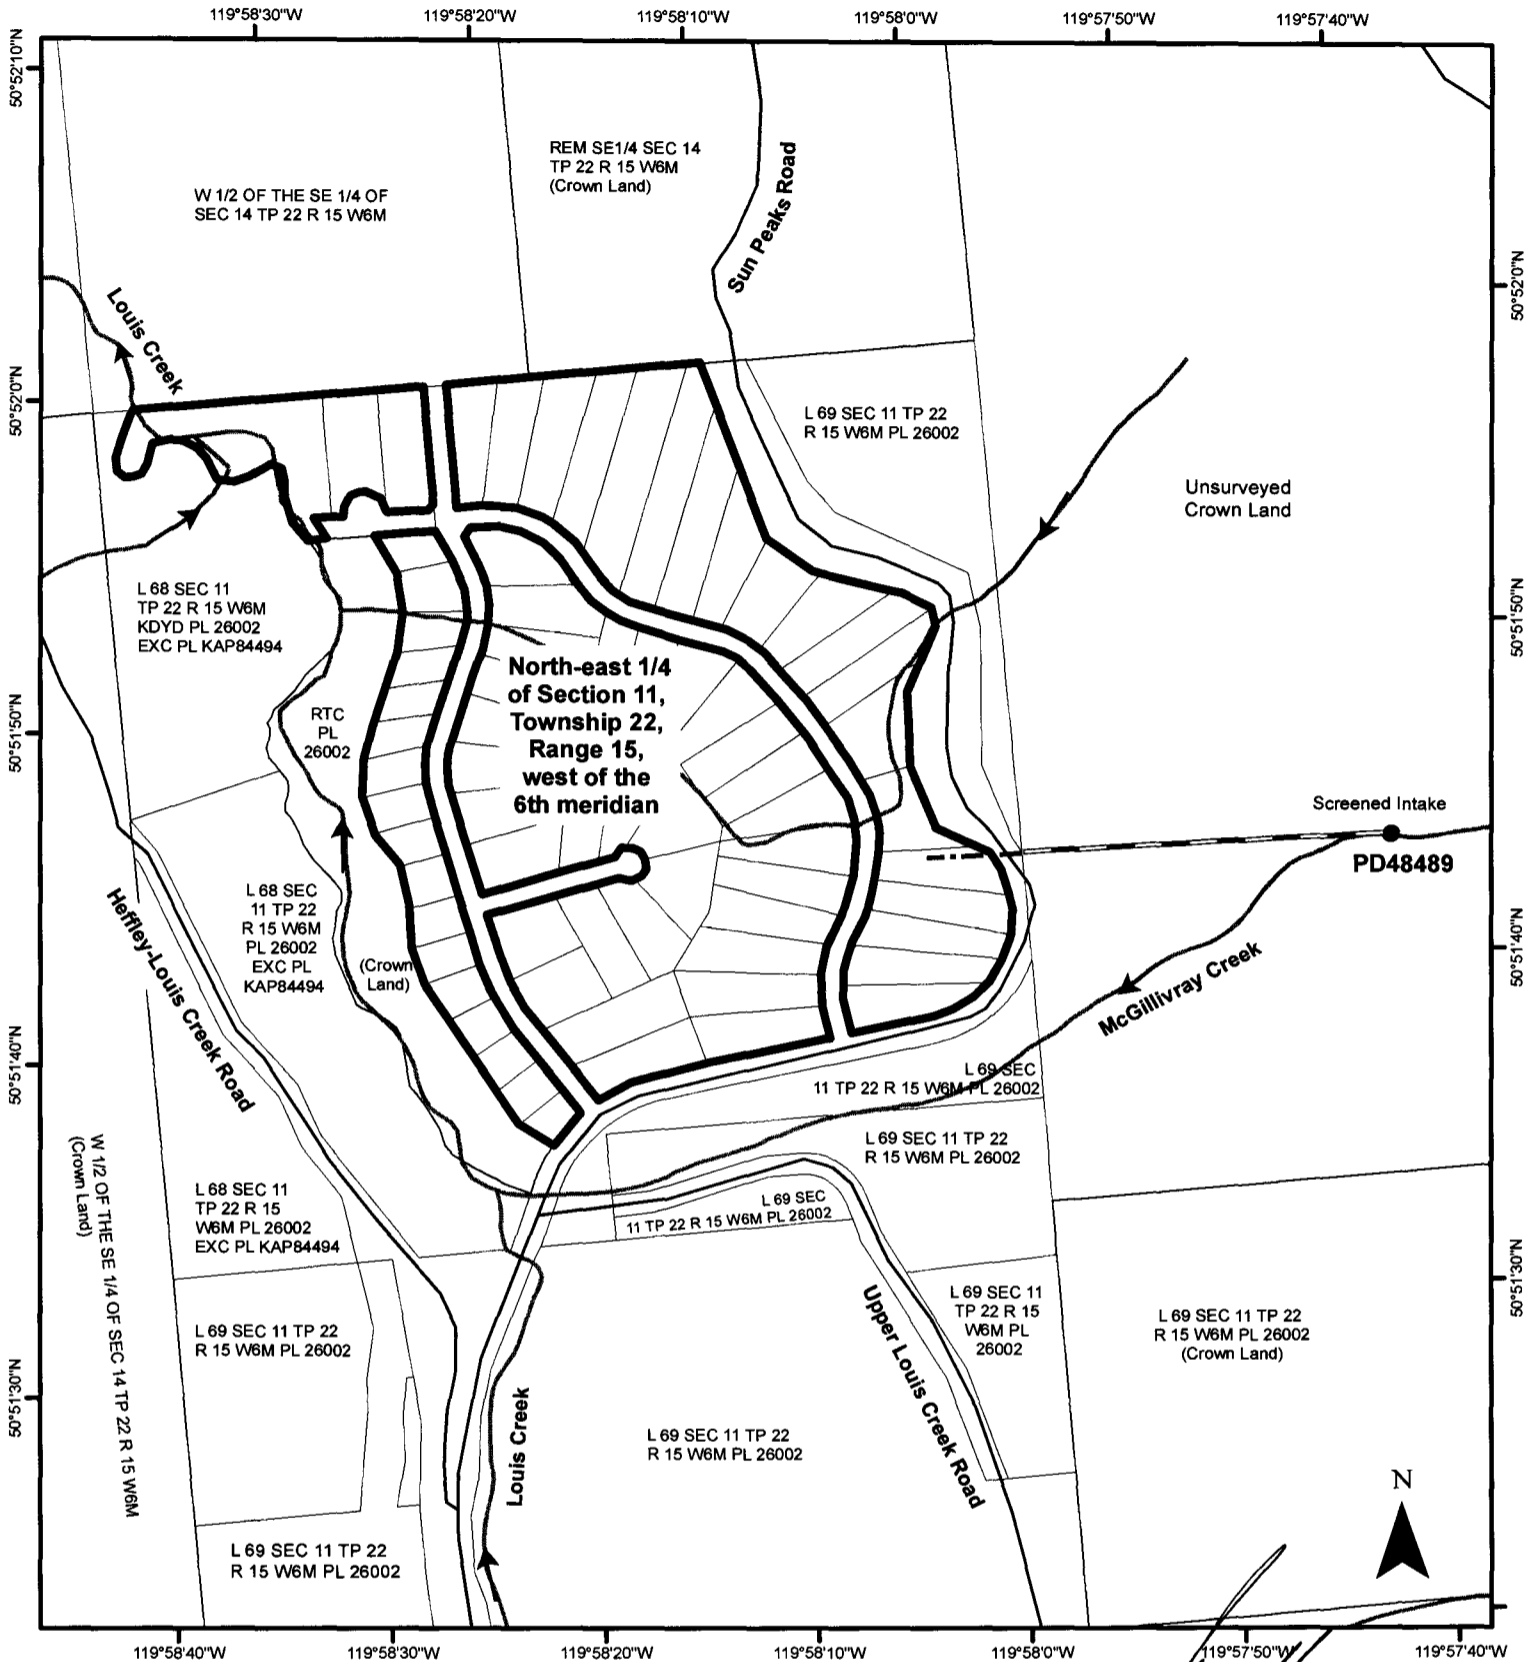 119°58'30"W
119°58'20"W
119°58'10"W
119°58'0"W
119°57'50"W
119°57'40"W
50°52'10"N
REM SE1/4 SEC 14
TP 22 R 15 W6M
(Crown Land)
W 1/2 OF THE SE 1/4 OF
SEC 14 TP 22 R 15 W6M
Sun Peaks Road
50°52'0"N
Louis Creek
50°52'0"N
L 69 SEC 11 TP 22
R 15 W6M PL 26002
Unsurveyed
Crown Land
L 68 SEC 11
TP 22 R 15 W6M
KDYD PL 26002
EXC PL KAP84494
50°51'50"N
North-east 1/4
of Section 11,
Township 22,
Range 15,
west of the
6th meridian
RTC
PL
26002
50°51'50"N
Screened Intake
PD48489
Heffley-Louis Creek Road
L 68 SEC
11 TP 22
R 15 W6M
PL 26002
EXC PL
KAP84494
(Crown
Land)
50°51'40"N
McGillivray Creek
50°51'40"N
L 69 SEC
11 TP 22 R 15 W6M PL 26002
L 69 SEC 11 TP 22
R 15 W6M PL 26002
W 1/2 OF THE SE 1/4 OF SEC 14 TP 22 R 15 W6M
(Crown Land)
L 68 SEC 11
TP 22 R 15
W6M PL 26002
EXC PL KAP84494
L 69 SEC
11 TP 22 R 15 W6M PL 26002
50°51'30"N
Upper Louis Creek Road
L 69 SEC 11
TP 22 R 15
W6M PL
26002
L 69 SEC 11 TP 22
R 15 W6M PL 26002
(Crown Land)
L 69 SEC 11 TP 22
R 15 W6M PL 26002
50°51'30"N
Louis Creek
L 69 SEC 11 TP 22
R 15 W6M PL 26002
N
L 69 SEC 11 TP 22
R 15 W6M PL 26002
119°58'40"W
119°58'30"W
119°58'20"W
119°58'10"W
119°58'0"W
119°57'50"W
119°57'40"W